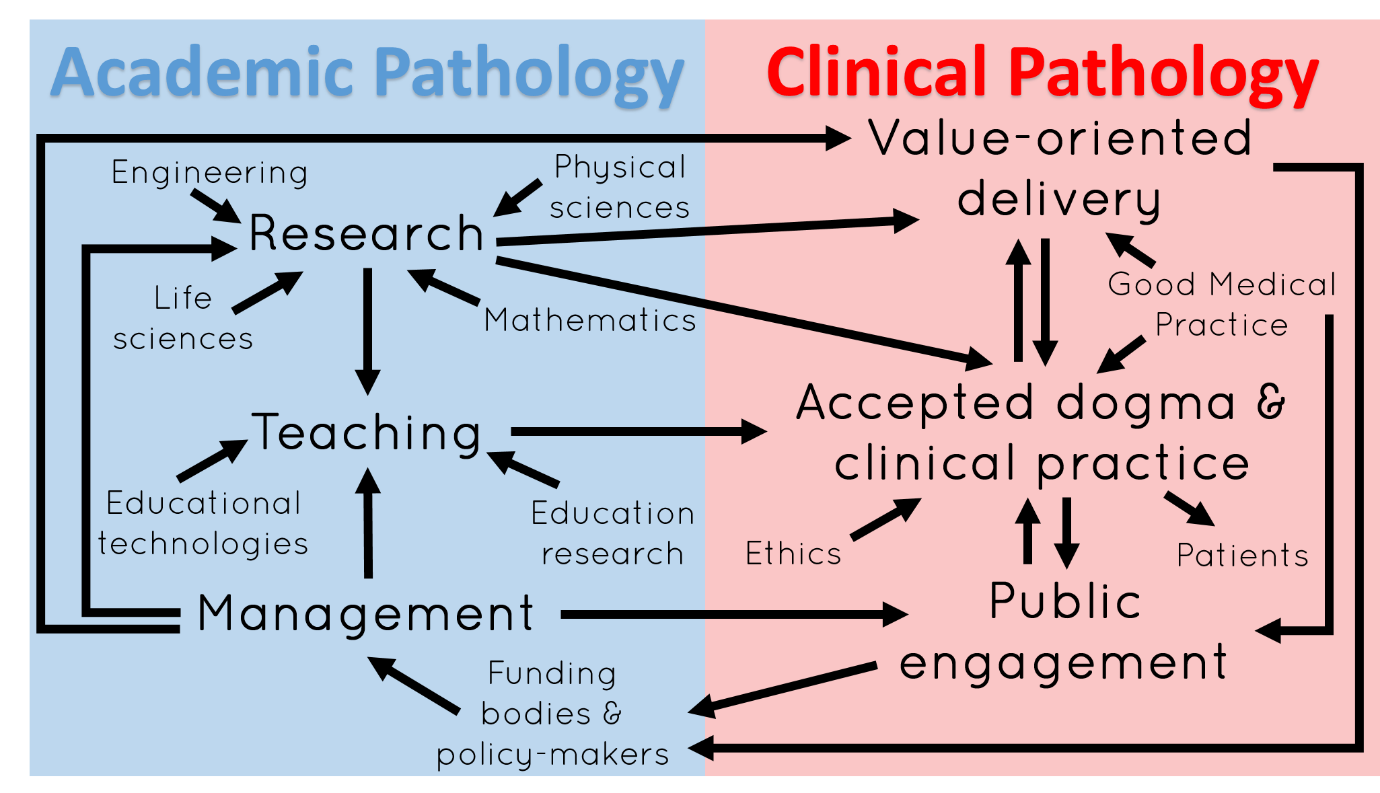 Academic Pathology
Clinical Pathology
Value-oriented
delivery
Engineering
Physical
sciences
Research
Life
sciences
Mathematics
Good Medical
Practice
Teaching
Accepted dogma &
clinical practice
Educational
technologies
Education
research
Ethics
Patients
Management
Public
engagement
Funding
bodies &
policy-makers